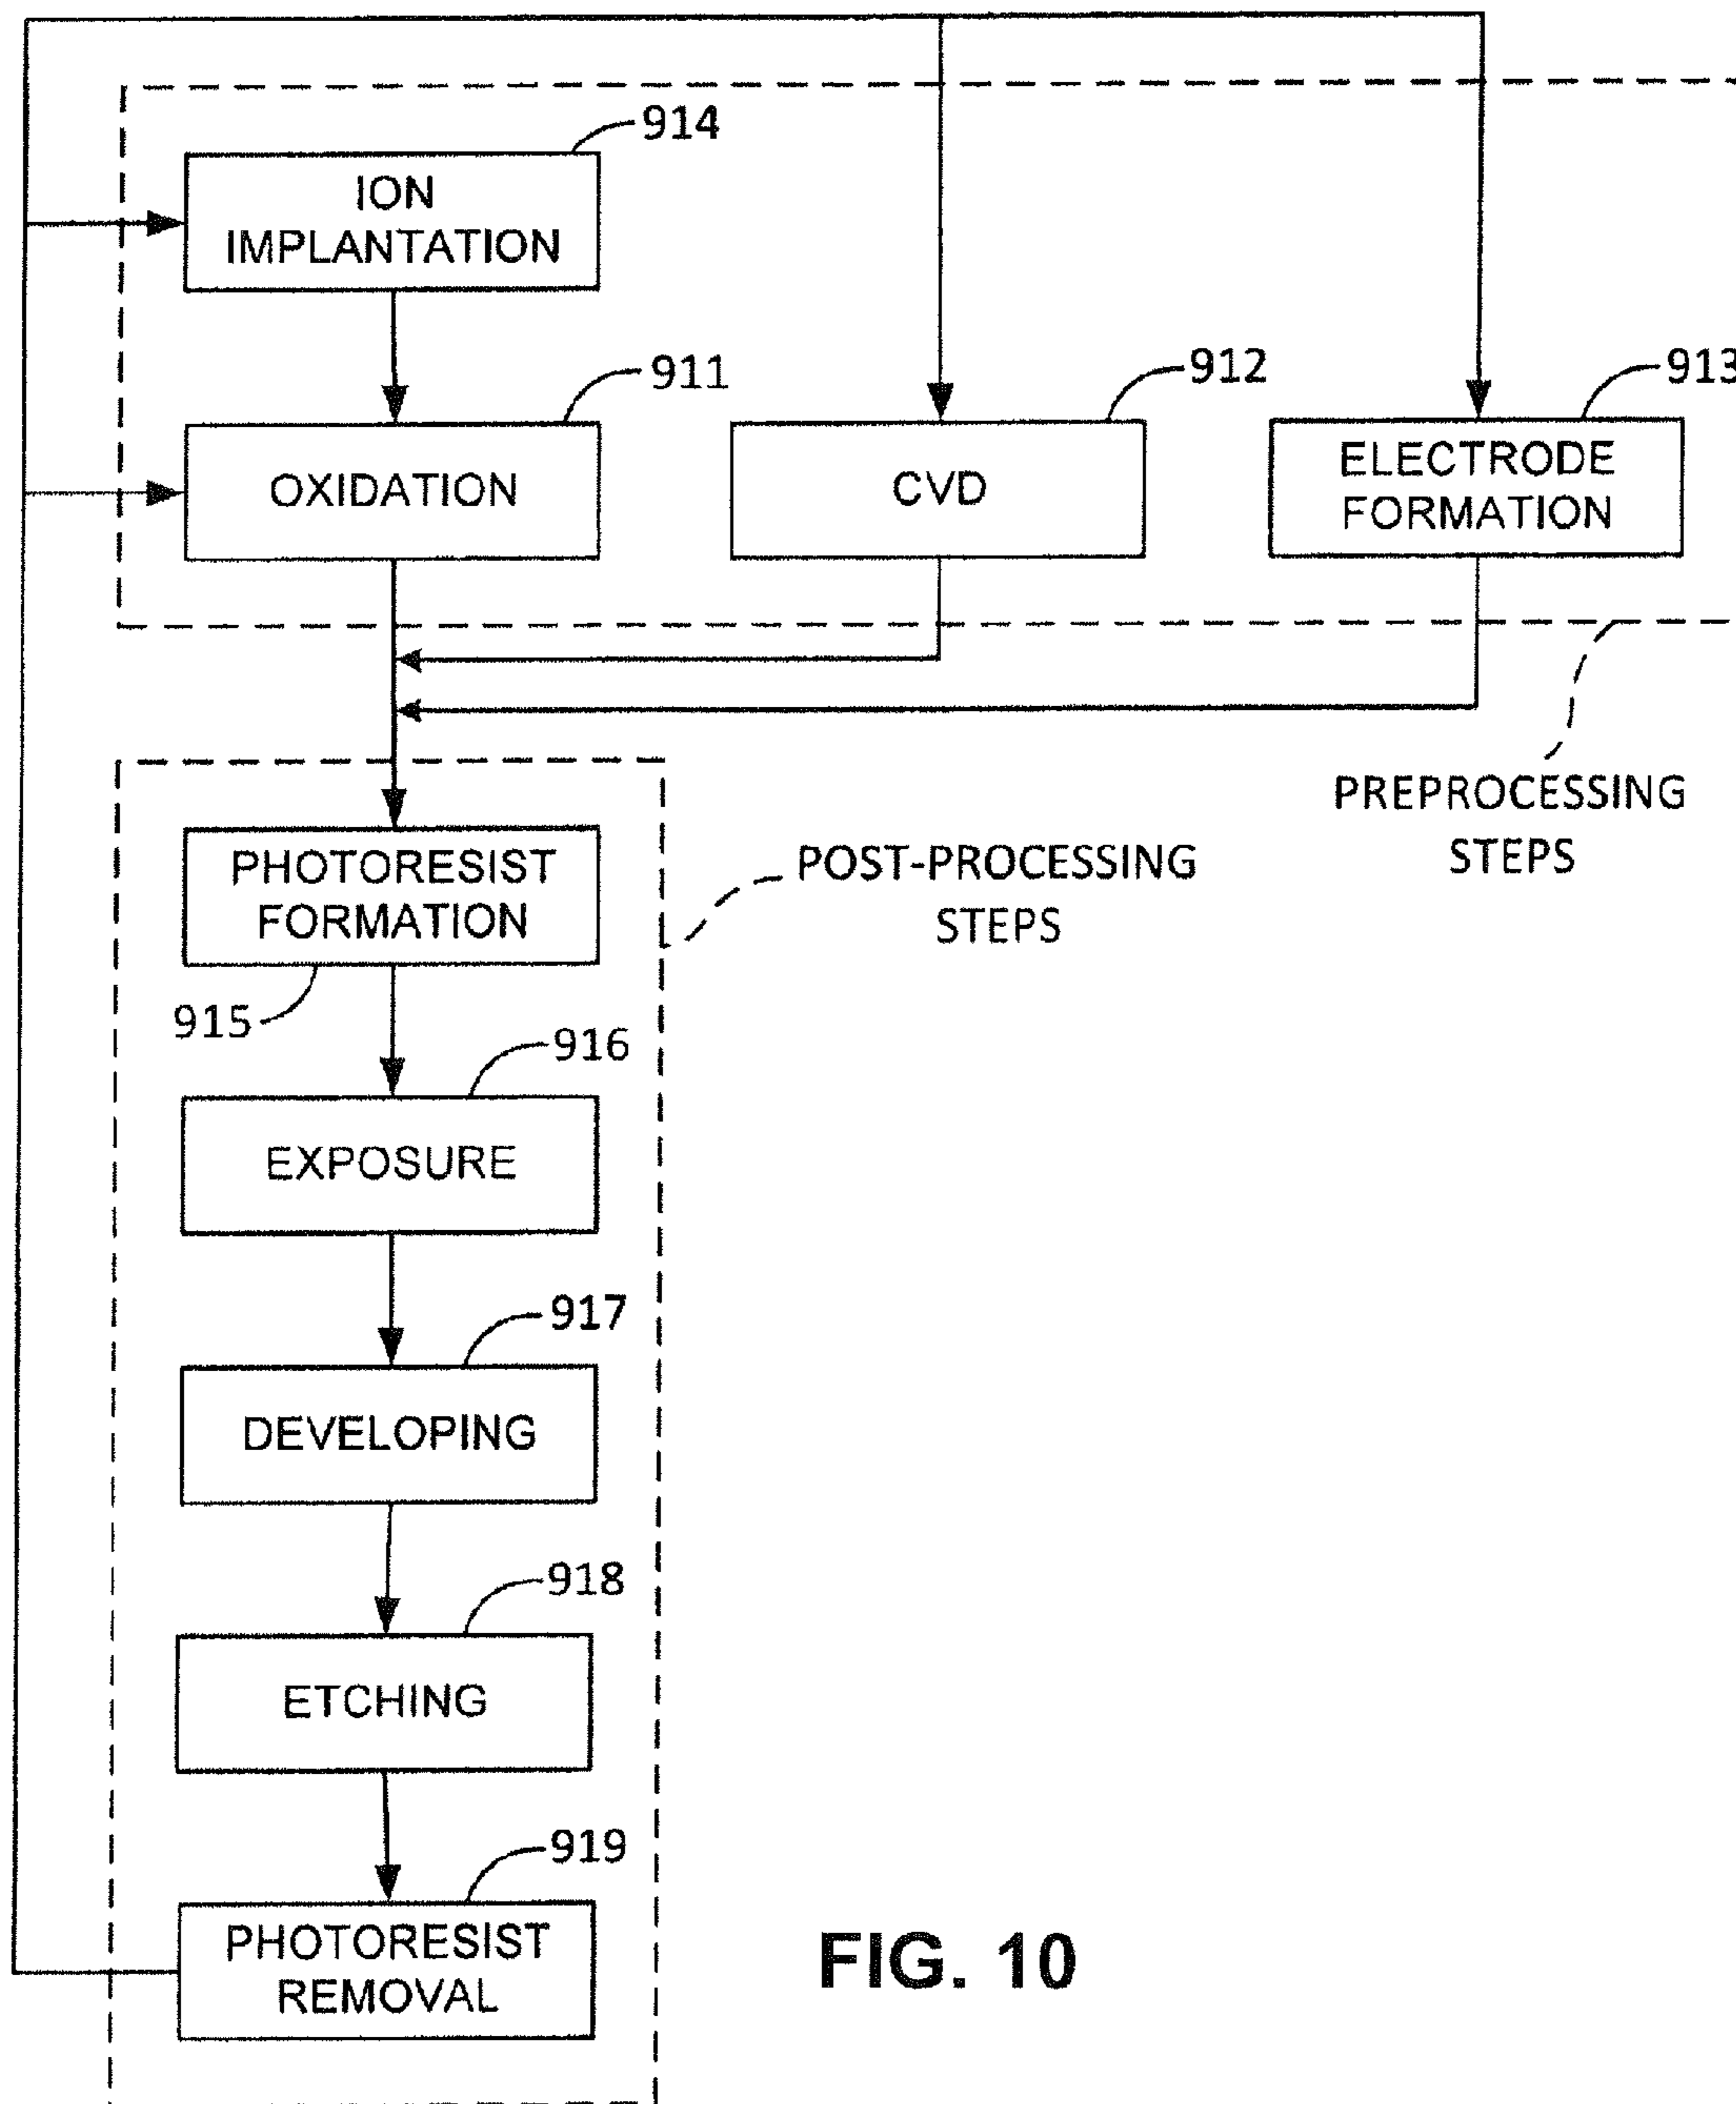 914
ION
IMPLANTATION
911
OXIDATION
912
CVD
913
ELECTRODE
FORMATION
PREPROCESSING
STEPS
POST-PROCESSING
STEPS
PHOTORESIST
FORMATION
915
916
EXPOSURE
917
DEVELOPING
918
ETCHING
919
PHOTORESIST
REMOVAL
FIG. 10